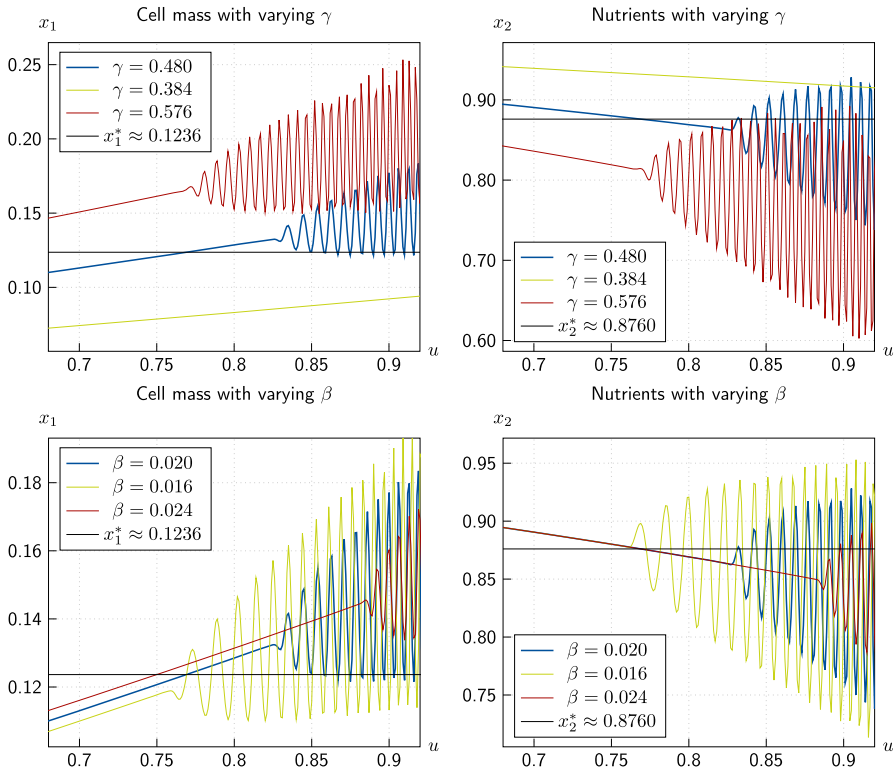 Cell mass with varying γ
x₁
0.25
0.20
0.15
0.10
γ = 0.480
γ = 0.384
γ = 0.576
x₁* ≈ 0.1236
0.7 0.75 0.8 0.85 0.9
u
Nutrients with varying γ
x₂
0.90
0.80
0.70
0.60
γ = 0.480
γ = 0.384
γ = 0.576
x₂* ≈ 0.8760
0.7 0.75 0.8 0.85 0.9
u
Cell mass with varying β
x₁
0.18
0.16
0.14
0.12
β = 0.020
β = 0.016
β = 0.024
x₁* ≈ 0.1236
0.7 0.75 0.8 0.85 0.9
u
Nutrients with varying β
x₂
0.95
0.90
0.85
0.80
0.75
β = 0.020
β = 0.016
β = 0.024
x₂* ≈ 0.8760
0.7 0.75 0.8 0.85 0.9
u